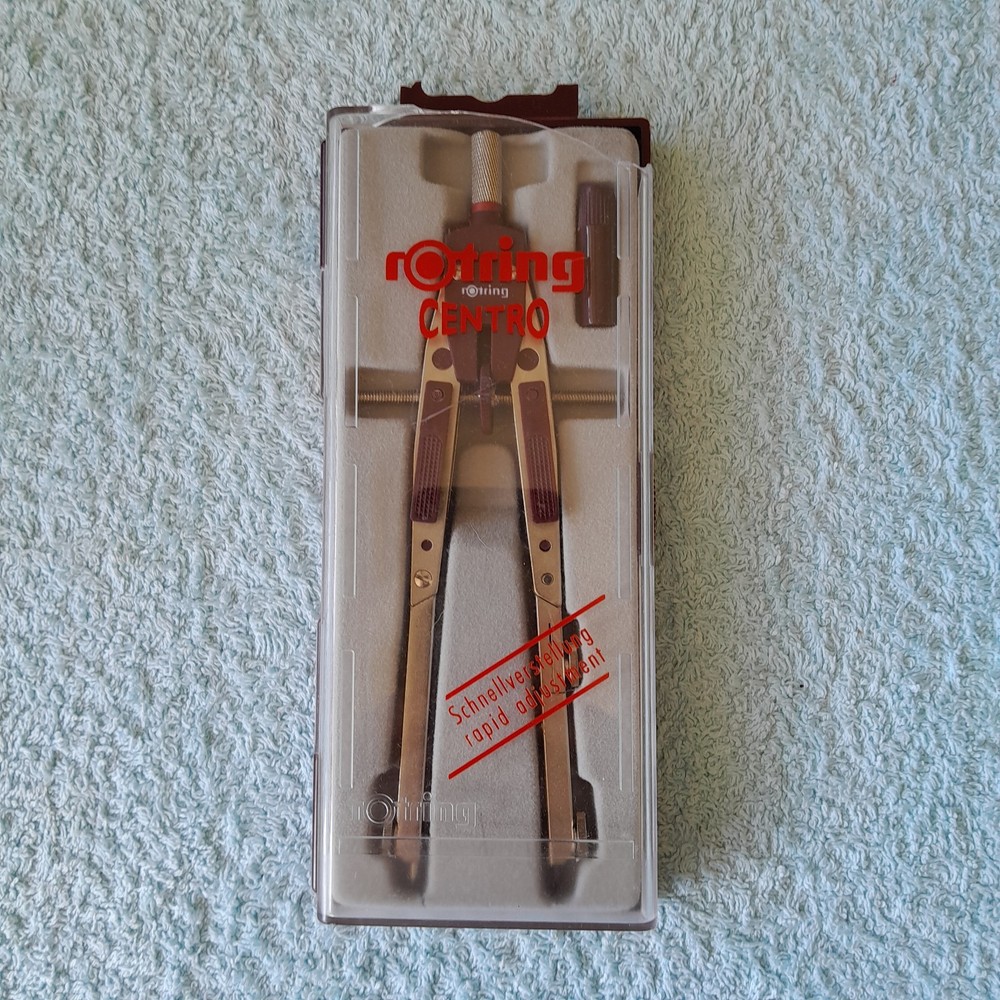 rotring
rotring
CENTRO
Schnellverstellung
rapid adjustment
rotring